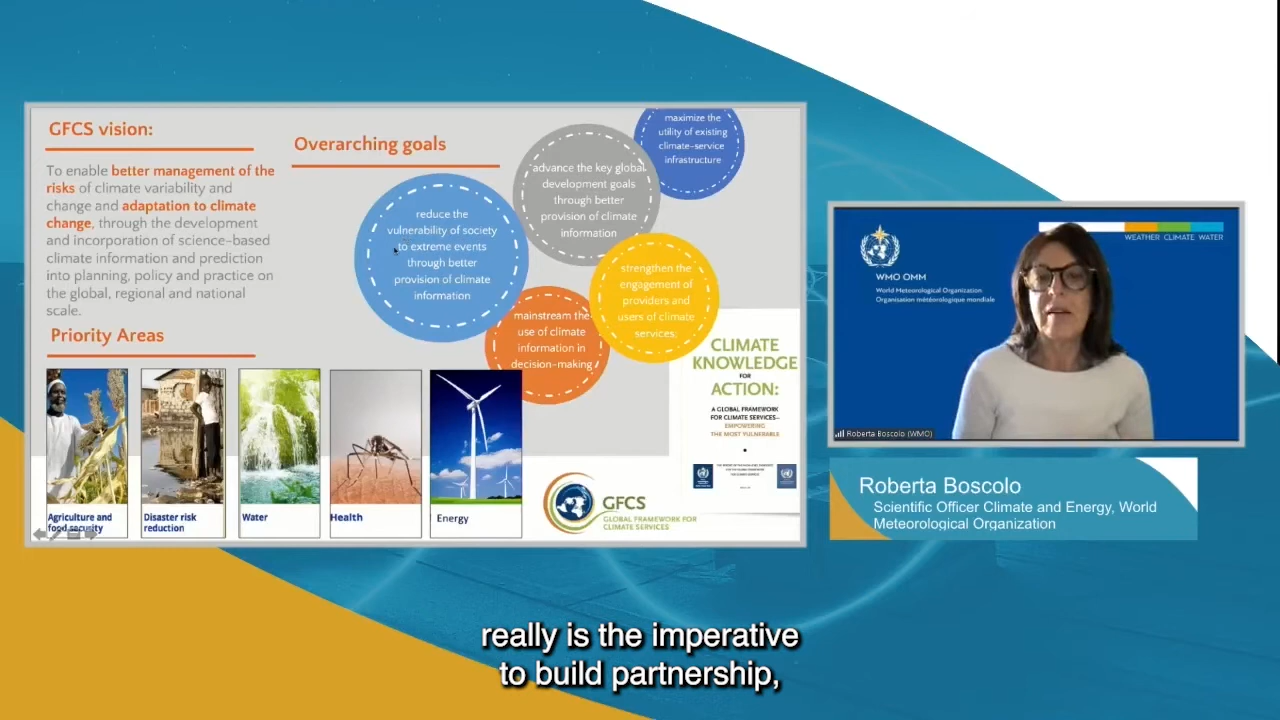 GFCS vision:
To enable better management of the
risks of climate variability and
change and adaptation to climate
change, through the development
and incorporation of science-based
climate information and prediction
into planning, policy and practice on
the global, regional and national
scale.
Overarching goals
reduce the
vulnerability of society
to extreme events
through better
provision of climate
information
advance the key global
development goals
through better
provision of climate
information
maximize the
utility of existing
climate-service
infrastructure
strengthen the
engagement of
providers and
users of climate
services;
mainstream the
use of climate
information in
decision-making
Priority Areas
Agriculture and
food security
Disaster risk
reduction
Water
Health
Energy
GFCS
GLOBAL FRAMEWORK FOR
CLIMATE SERVICES
CLIMATE
KNOWLEDGE
FOR
ACTION:
A GLOBAL FRAMEWORK
FOR CLIMATE SERVICES–
EMPOWERING
THE MOST VULNERABLE
WMO OMM
World Meteorological Organization
Organisation météorologique mondiale
WEATHER CLIMATE WATER
Roberta Boscolo (WMO)
Roberta Boscolo
Scientific Officer Climate and Energy, World
Meteorological Organization
really is the imperative
to build partnership,